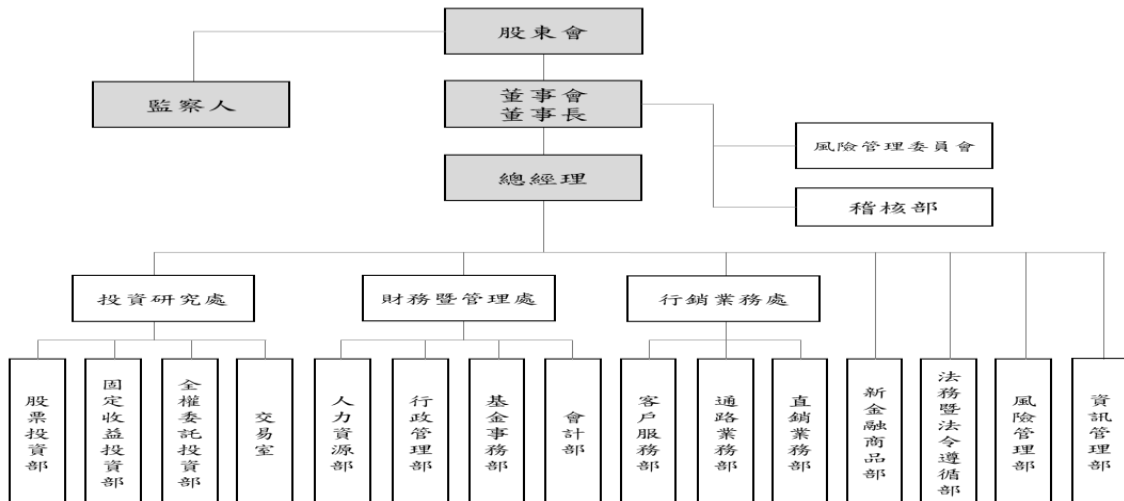 股東會
監察人
董事會
董事長
風險管理委員會
總經理
稽核部
投資研究處
財務暨管理處
行銷業務處
股票投資部
固定收益投資部
全權委託投資部
交易室
人力資源部
行政管理部
基金事務部
會計部
客戶服務部
通路業務部
直銷業務部
新金融商品部
法務暨法令遵循部
風險管理部
資訊管理部